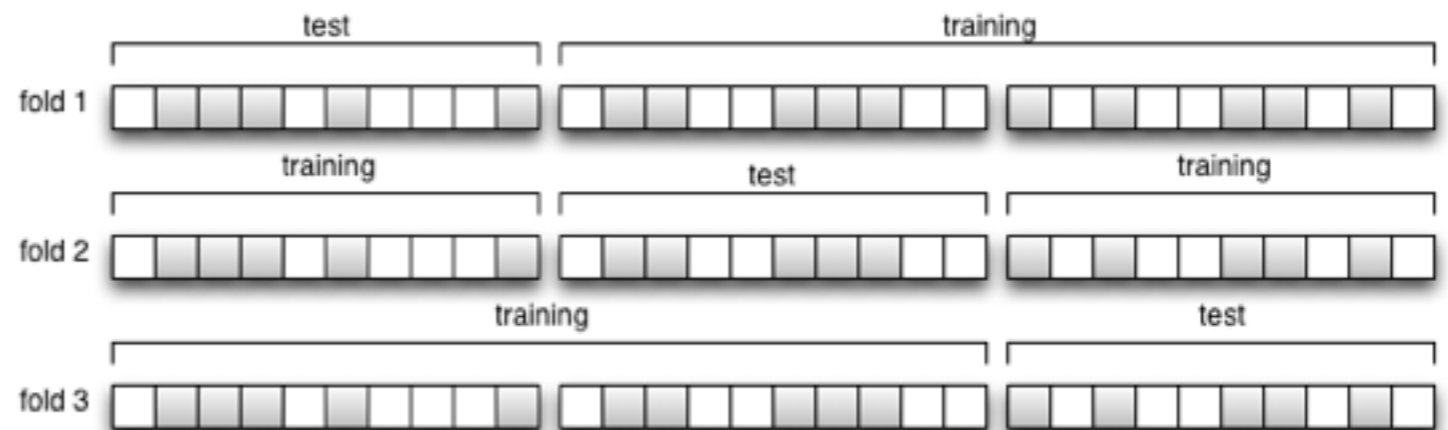 test training
fold 1
training test training
fold 2
training test
fold 3